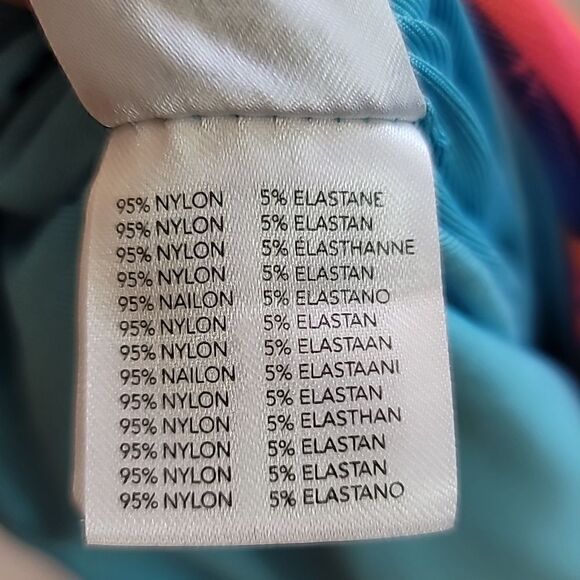 95% NYLON 5% ELASTANE
95% NYLON 5% ELASTAN
95% NYLON 5% ELASTHANNE
95% NYLON 5% ELASTAN
95% NAILON 5% ELASTANO
95% NYLON 5% ELASTAN
95% NYLON 5% ELASTAAN
95% NAILON 5% ELASTAANI
95% NYLON 5% ELASTAN
95% NYLON 5% ELASTHAN
95% NYLON 5% ELASTAN
95% NYLON 5% ELASTAN
95% NYLON 5% ELASTANO